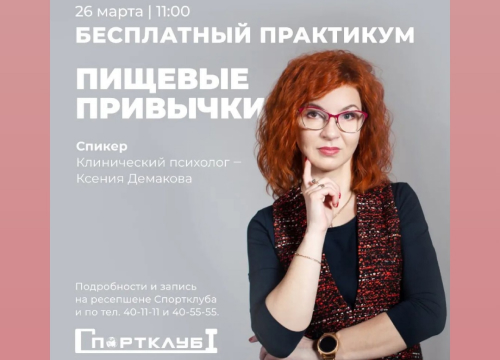 26 марта | 11:00
БЕСПЛАТНЫЙ ПРАКТИКУМ
ПИЩЕВЫЕ
ПРИВЫЧКИ
Спикер
Клинический психолог –
Ксения Демакова
Подробности и запись
на ресепшене Спортклуба
и по тел. 40-11-11 и 40-55-55.
СПОРТКЛУБ1